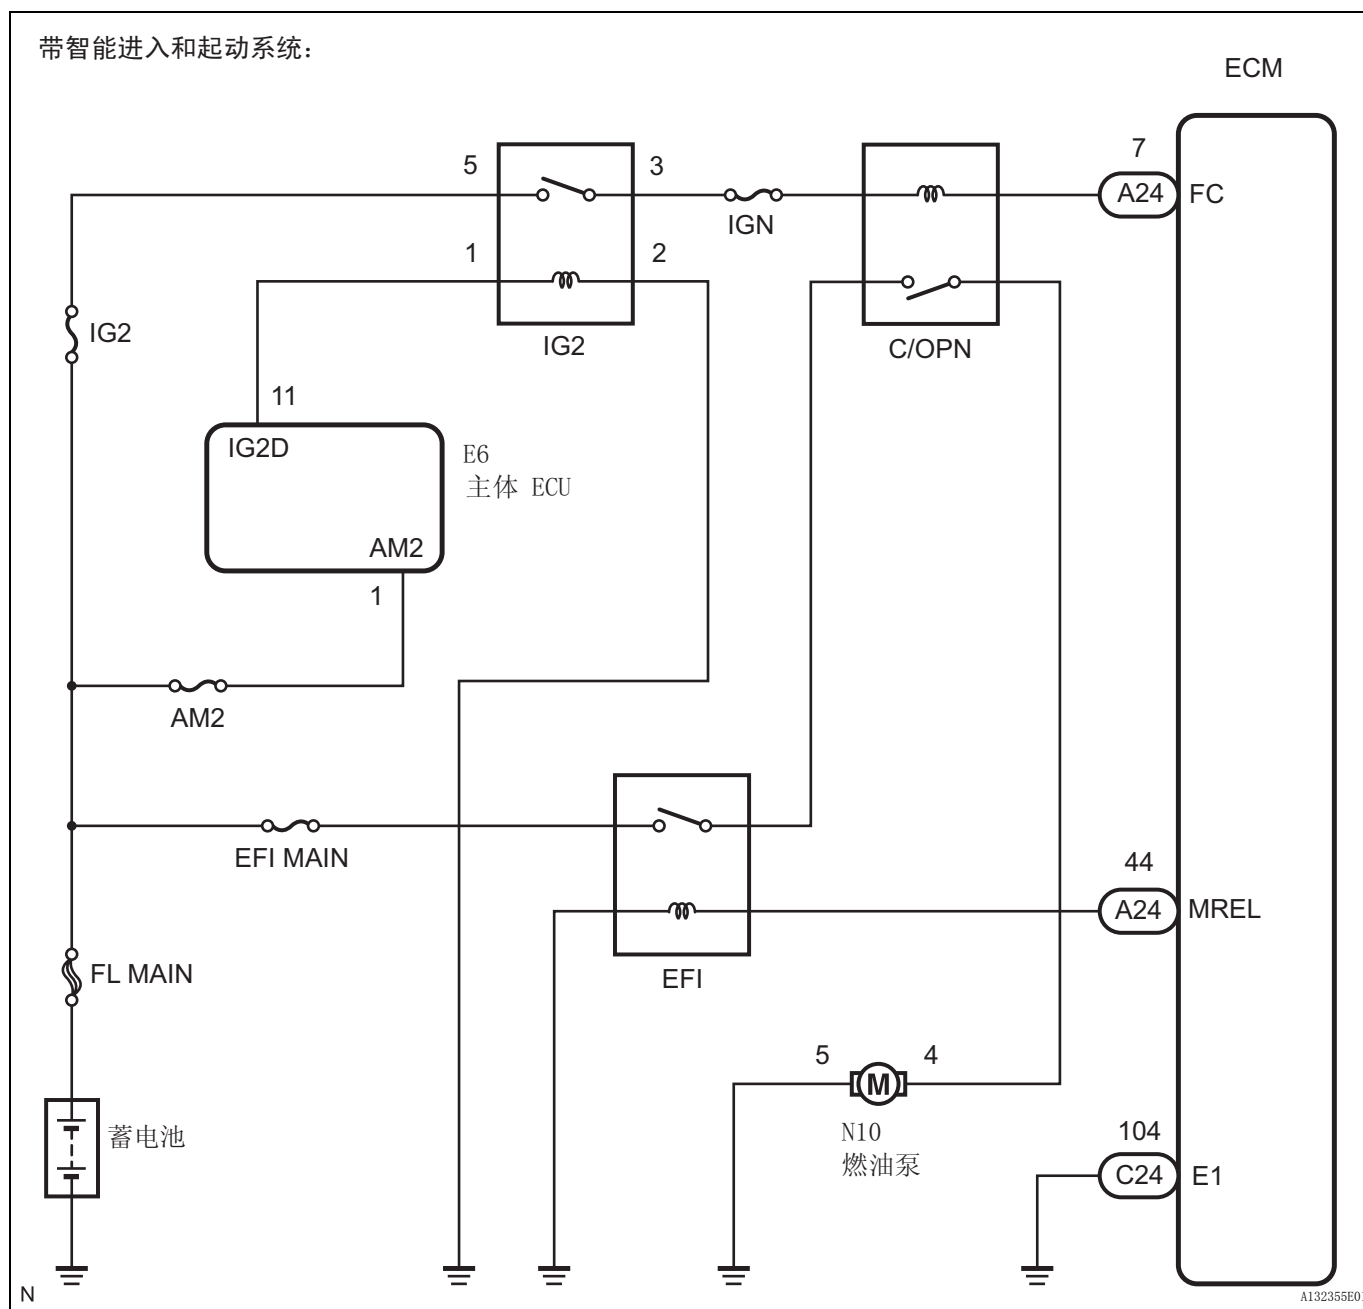 带智能进入和起动系统：
ECM
7
5
3
A24
FC
IGN
1
2
IG2
IG2
C/OPN
11
IG2D
E6
主体 ECU
AM2
1
AM2
EFI MAIN
44
A24
MREL
FL MAIN
EFI
5
4
M
N10
燃油泵
蓄电池
104
C24
E1
N
A132355E01